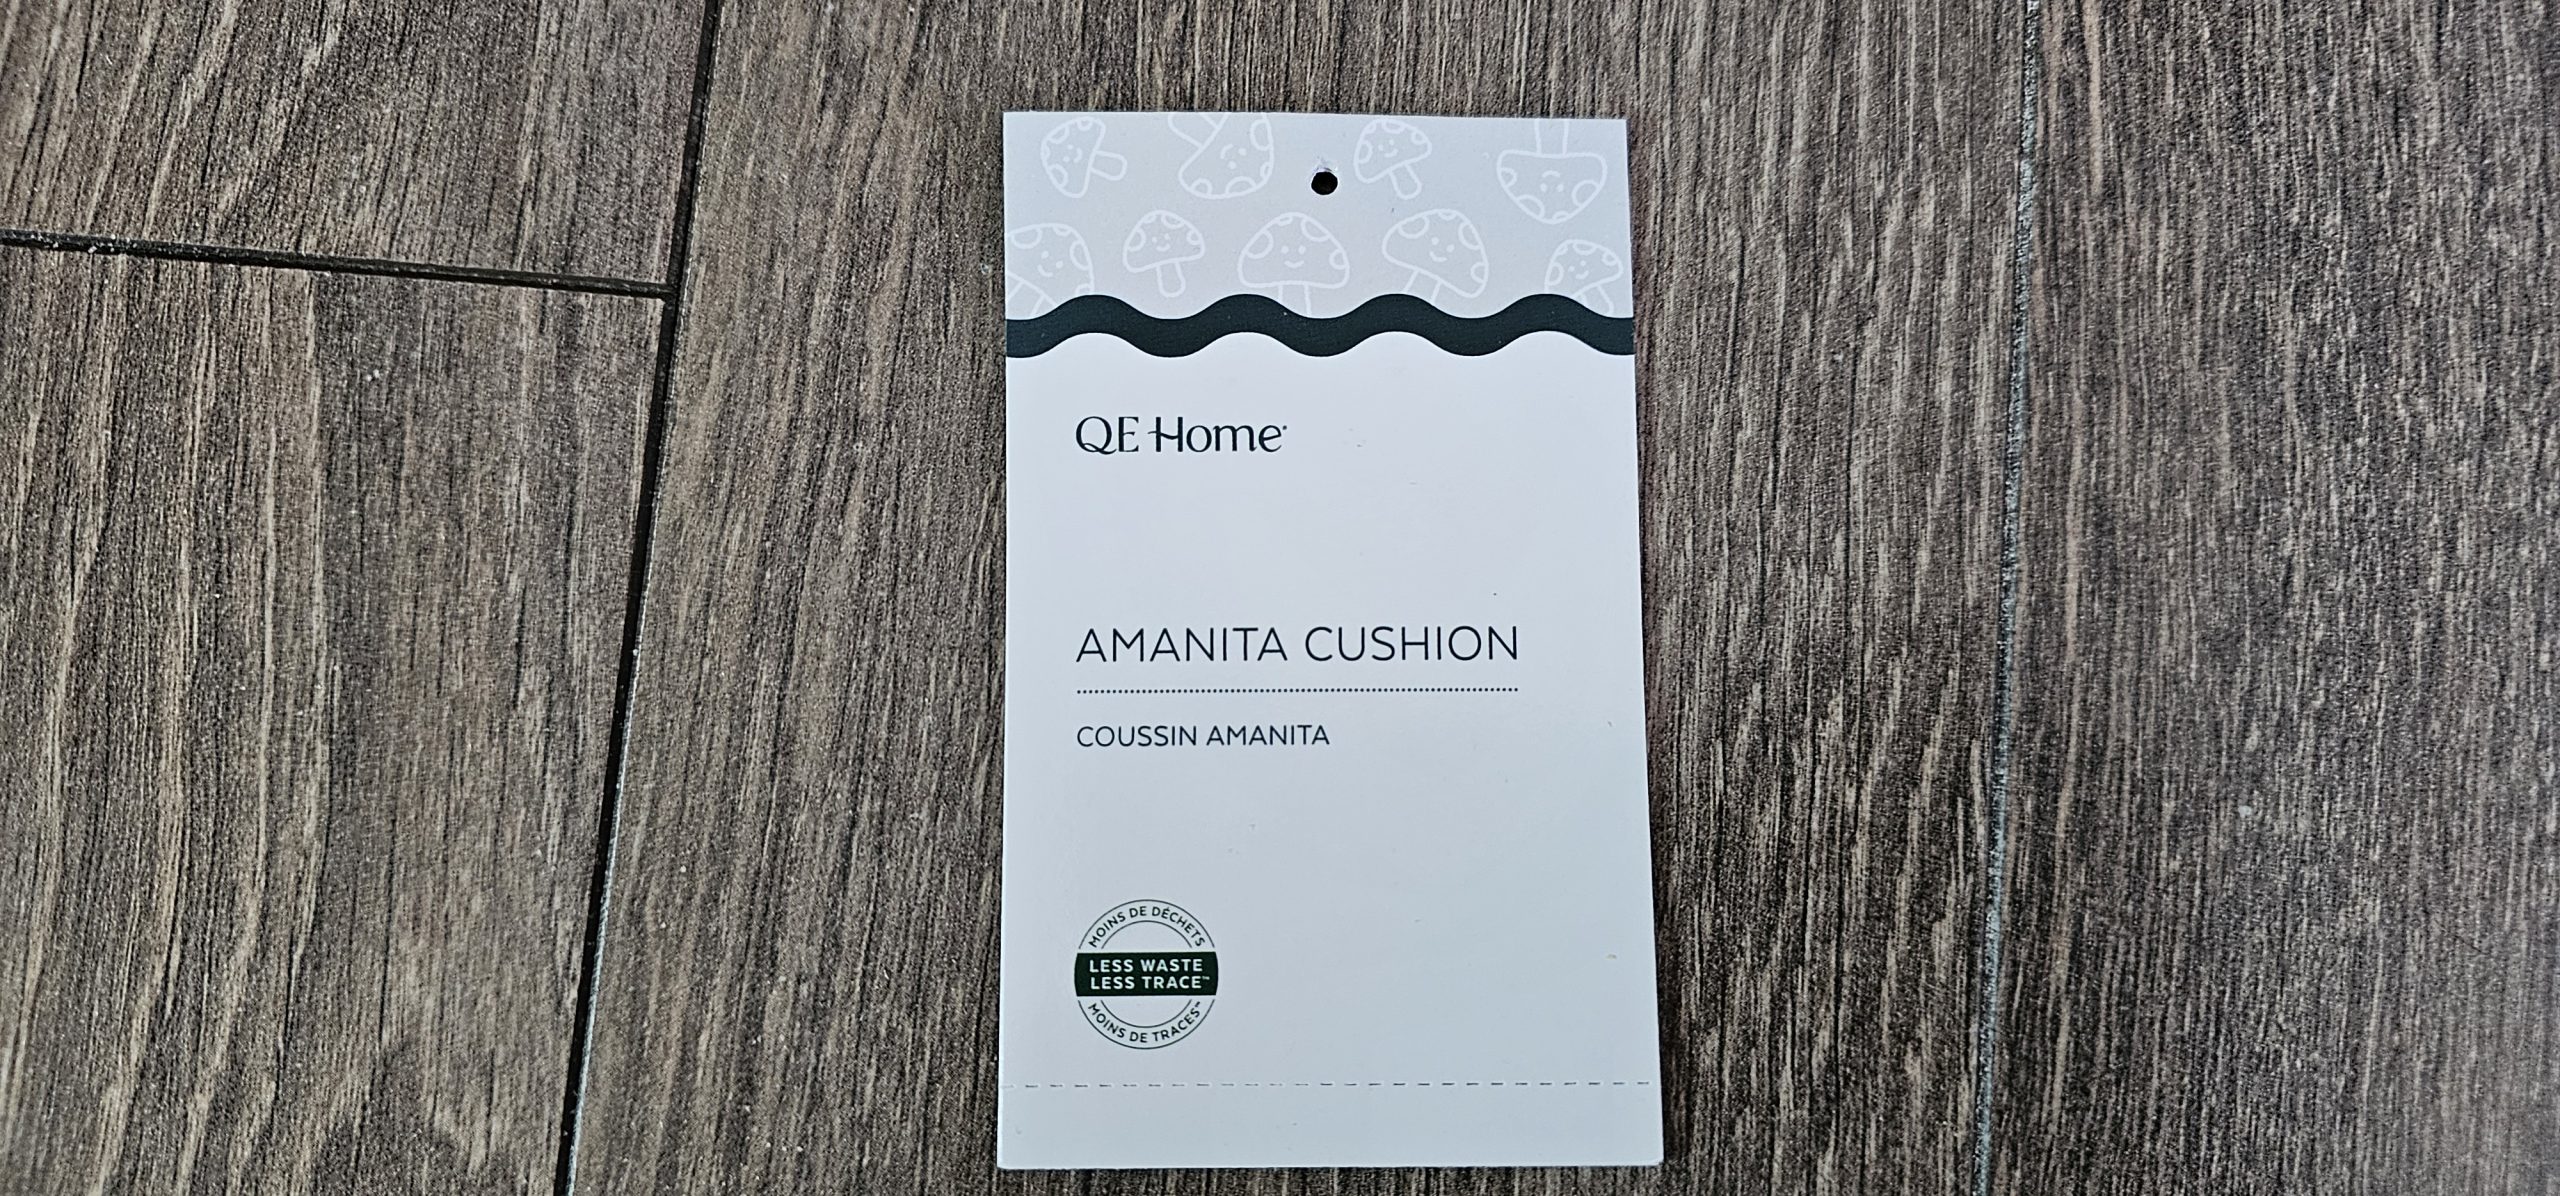 QE Home
AMANITA CUSHION
COUSSIN AMANITA
MOINS DE DÉCHETS
LESS WASTE
LESS TRACE™
MOINS DE TRACES™